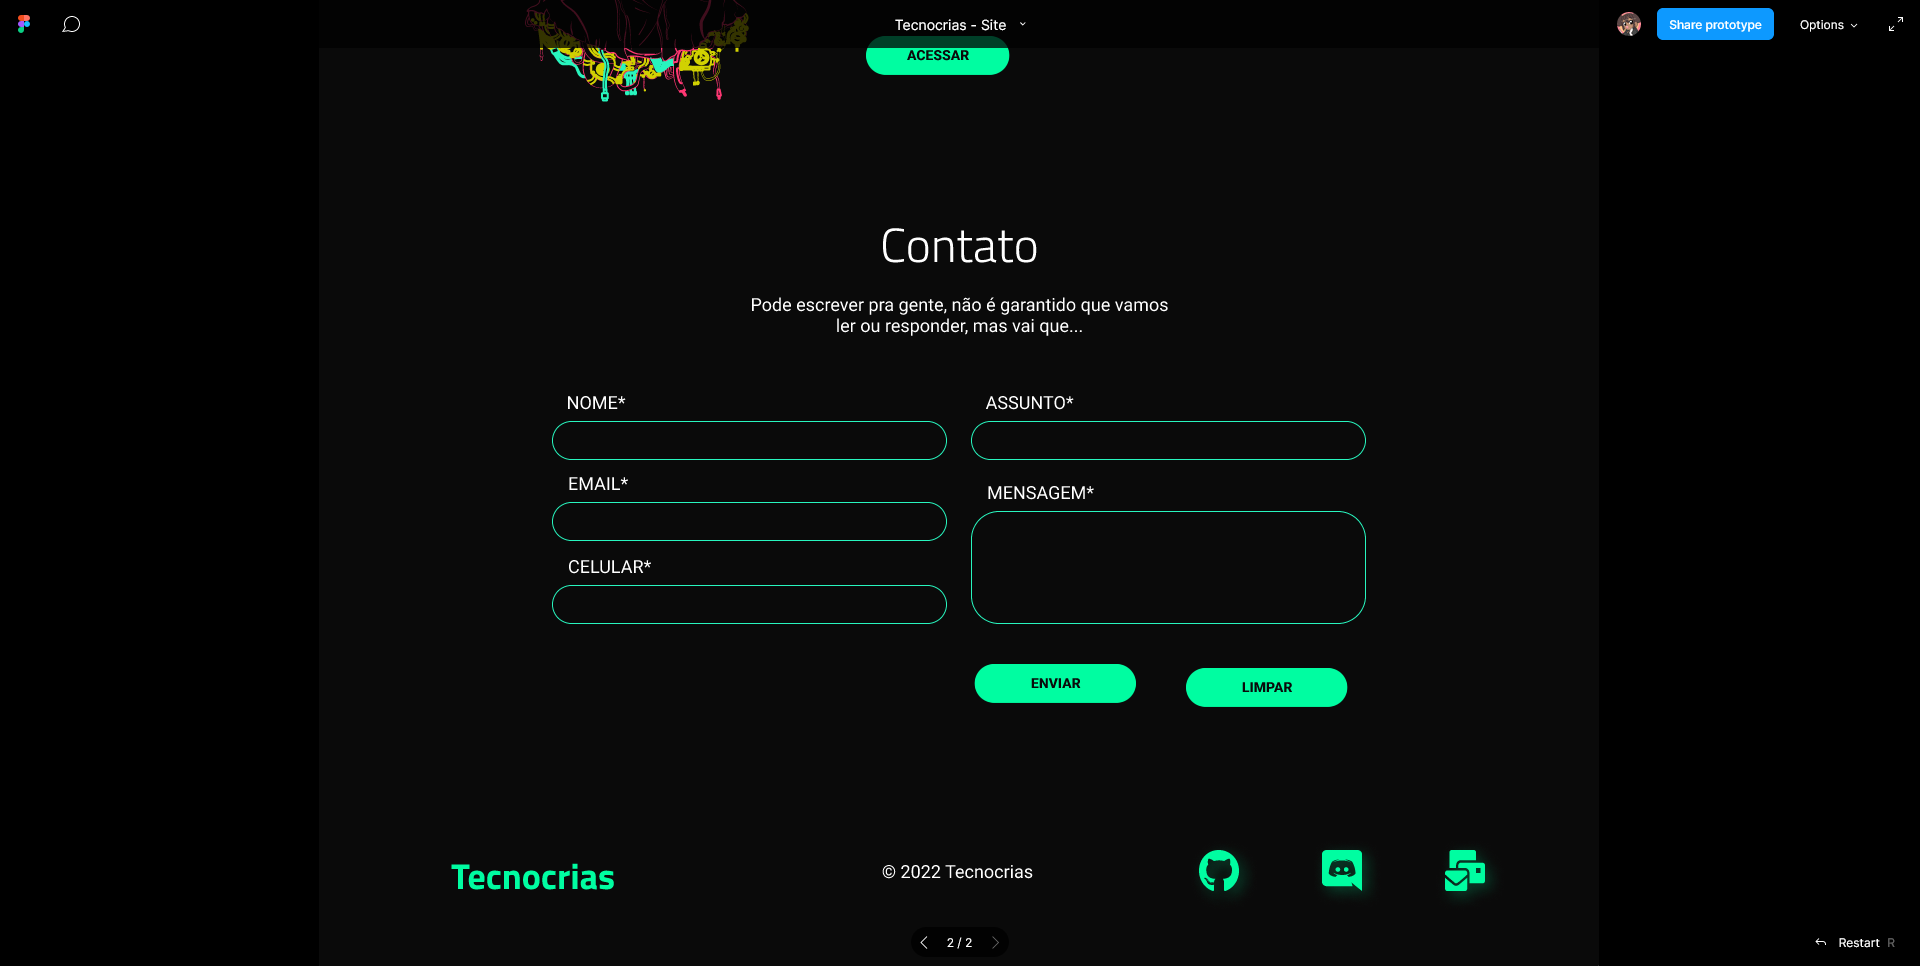 Tecnocrias - Site
Share prototype
Options
ACESSAR
Contato
Pode escrever pra gente, não é garantido que vamos
ler ou responder, mas vai que...
NOME*
ASSUNTO*
EMAIL*
MENSAGEM*
CELULAR*
ENVIAR
LIMPAR
Tecnocrias
© 2022 Tecnocrias
2 / 2
Restart R